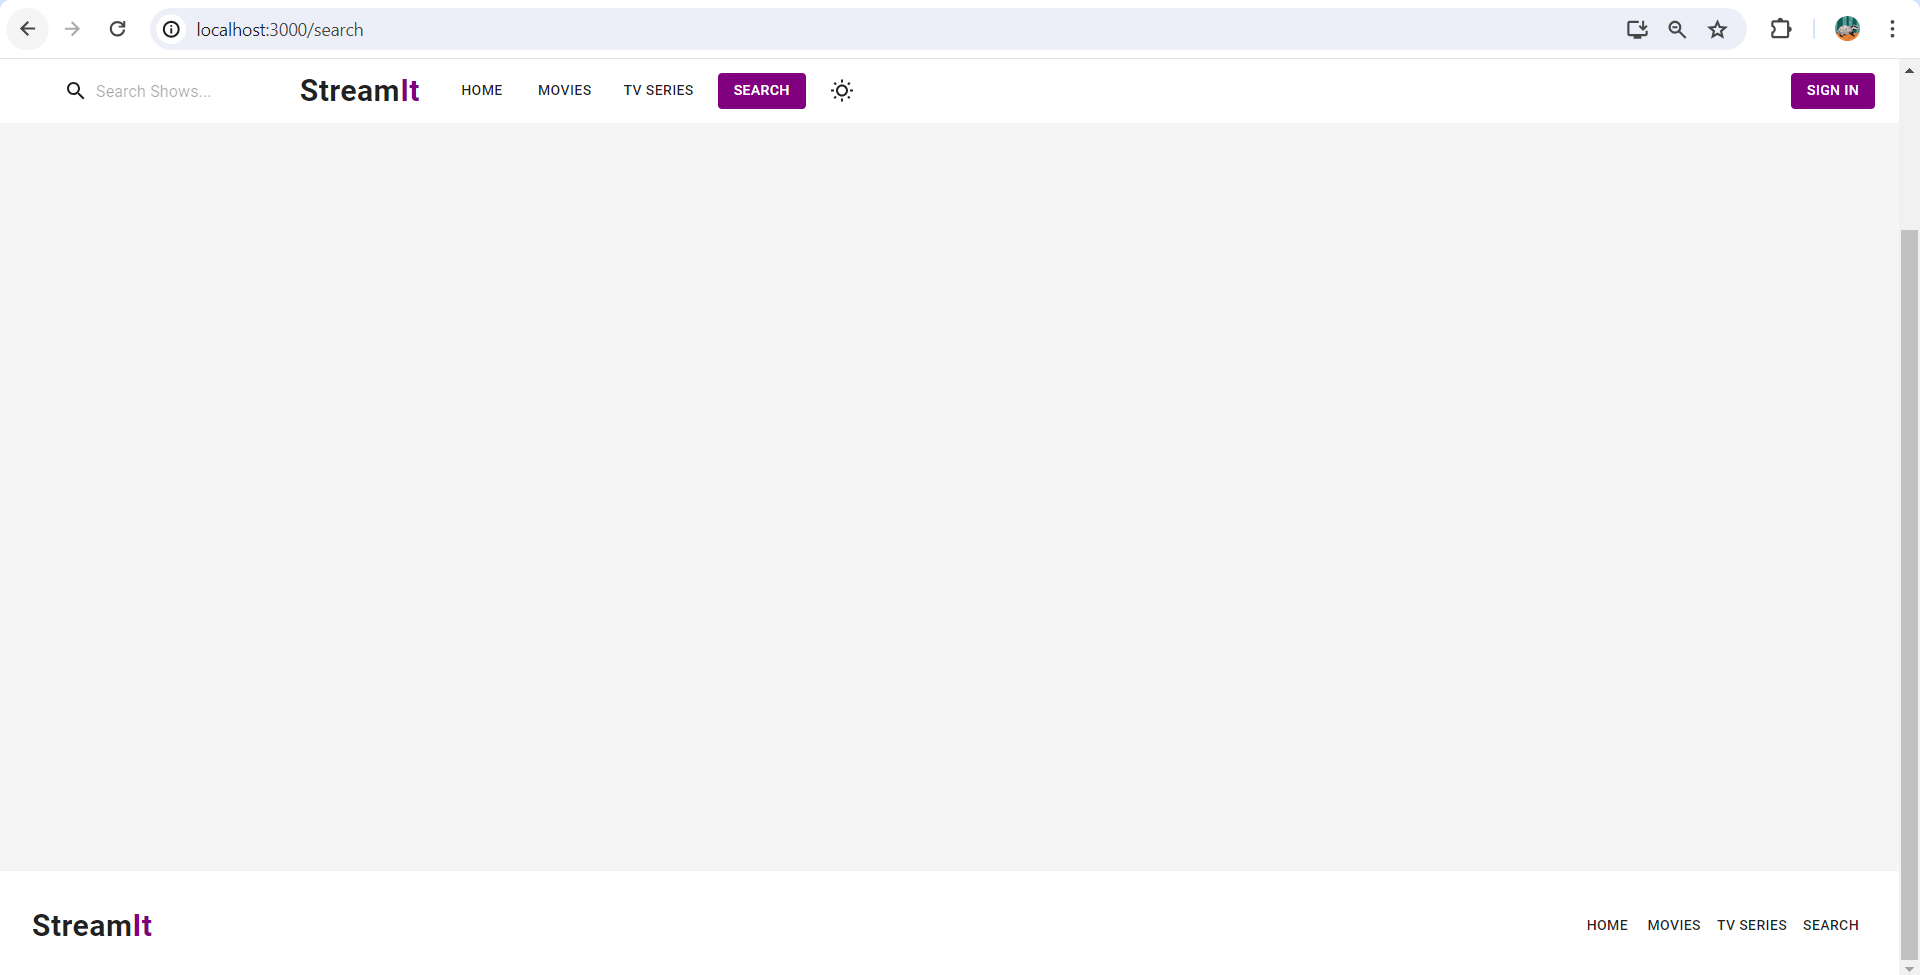 localhost:3000/search
Search Shows... StreamIt HOME MOVIES TV SERIES SEARCH SIGN IN
StreamIt HOME MOVIES TV SERIES SEARCH